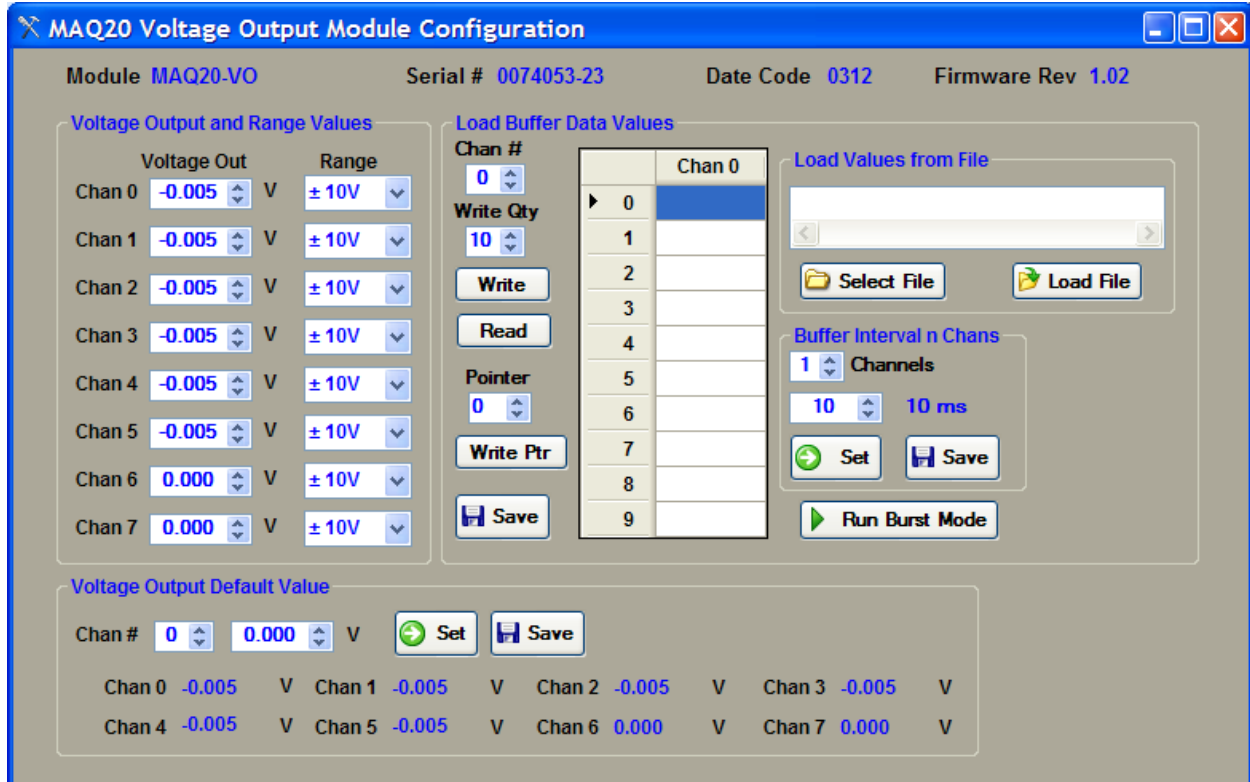 MAQ20 Voltage Output Module Configuration
Module MAQ20-VO Serial # 0074053-23 Date Code 0312 Firmware Rev 1.02
Voltage Output and Range Values
Voltage Out Range
Chan 0 -0.005 V ± 10V
Chan 1 -0.005 V ± 10V
Chan 2 -0.005 V ± 10V
Chan 3 -0.005 V ± 10V
Chan 4 -0.005 V ± 10V
Chan 5 -0.005 V ± 10V
Chan 6 0.000 V ± 10V
Chan 7 0.000 V ± 10V
Load Buffer Data Values
Chan #
0
Write Qty
10
Write
Read
Pointer
0
Write Ptr
Save
Chan 0
0
1
2
3
4
5
6
7
8
9
Load Values from File
Select File Load File
Buffer Interval n Chans
1 Channels
10 10 ms
Set Save
Run Burst Mode
Voltage Output Default Value
Chan # 0 0.000 V Set Save
Chan 0 -0.005 V Chan 1 -0.005 V Chan 2 -0.005 V Chan 3 -0.005 V
Chan 4 -0.005 V Chan 5 -0.005 V Chan 6 0.000 V Chan 7 0.000 V